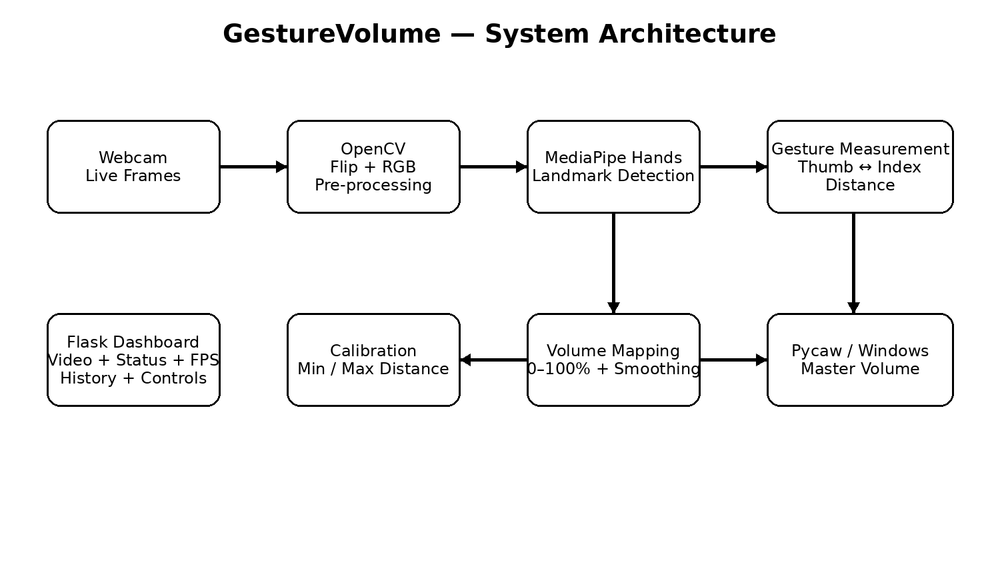 GestureVolume — System Architecture
Webcam
Live Frames
OpenCV
Flip + RGB
Pre-processing
MediaPipe Hands
Landmark Detection
Gesture Measurement
Thumb ↔ Index
Distance
Flask Dashboard
Video + Status + FPS
History + Controls
Calibration
Min / Max Distance
Volume Mapping
0–100% + Smoothing
Pycaw / Windows
Master Volume